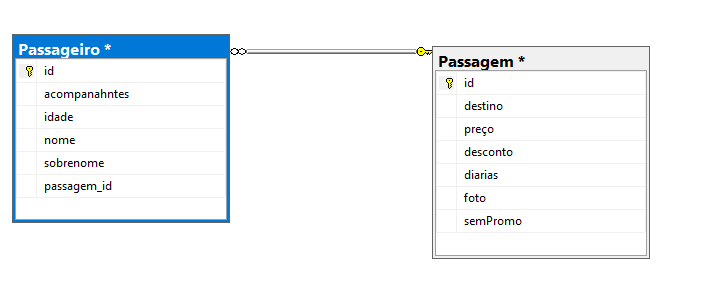 Passageiro *
id
acompanahntes
idade
nome
sobrenome
passagem_id
Passagem *
id
destino
preço
desconto
diarias
foto
semPromo